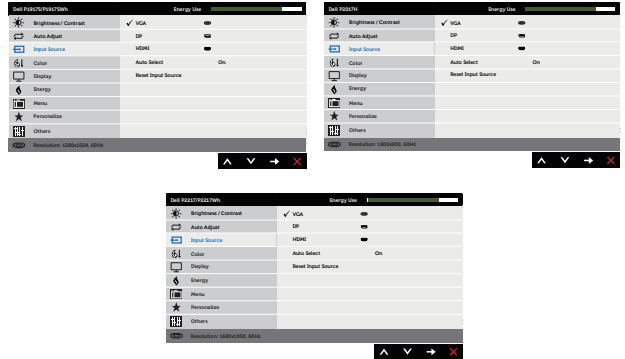 Dell P1917S/P1917SWh Energy Use
Brightness / Contrast ✓ VGA
Auto Adjust DP
Input Source HDMI
Color Auto Select On
Display Reset Input Source
Energy
Menu
Personalize
Others
Resolution: 1280x1024, 60Hz
Dell P2017H Energy Use
Brightness / Contrast ✓ VGA
Auto Adjust DP
Input Source HDMI
Color Auto Select On
Display Reset Input Source
Energy
Menu
Personalize
Others
Resolution: 1600x900, 60Hz
Dell P2217/P2217Wh Energy Use
Brightness / Contrast ✓ VGA
Auto Adjust DP
Input Source HDMI
Color Auto Select On
Display Reset Input Source
Energy
Menu
Personalize
Others
Resolution: 1680x1050, 60Hz